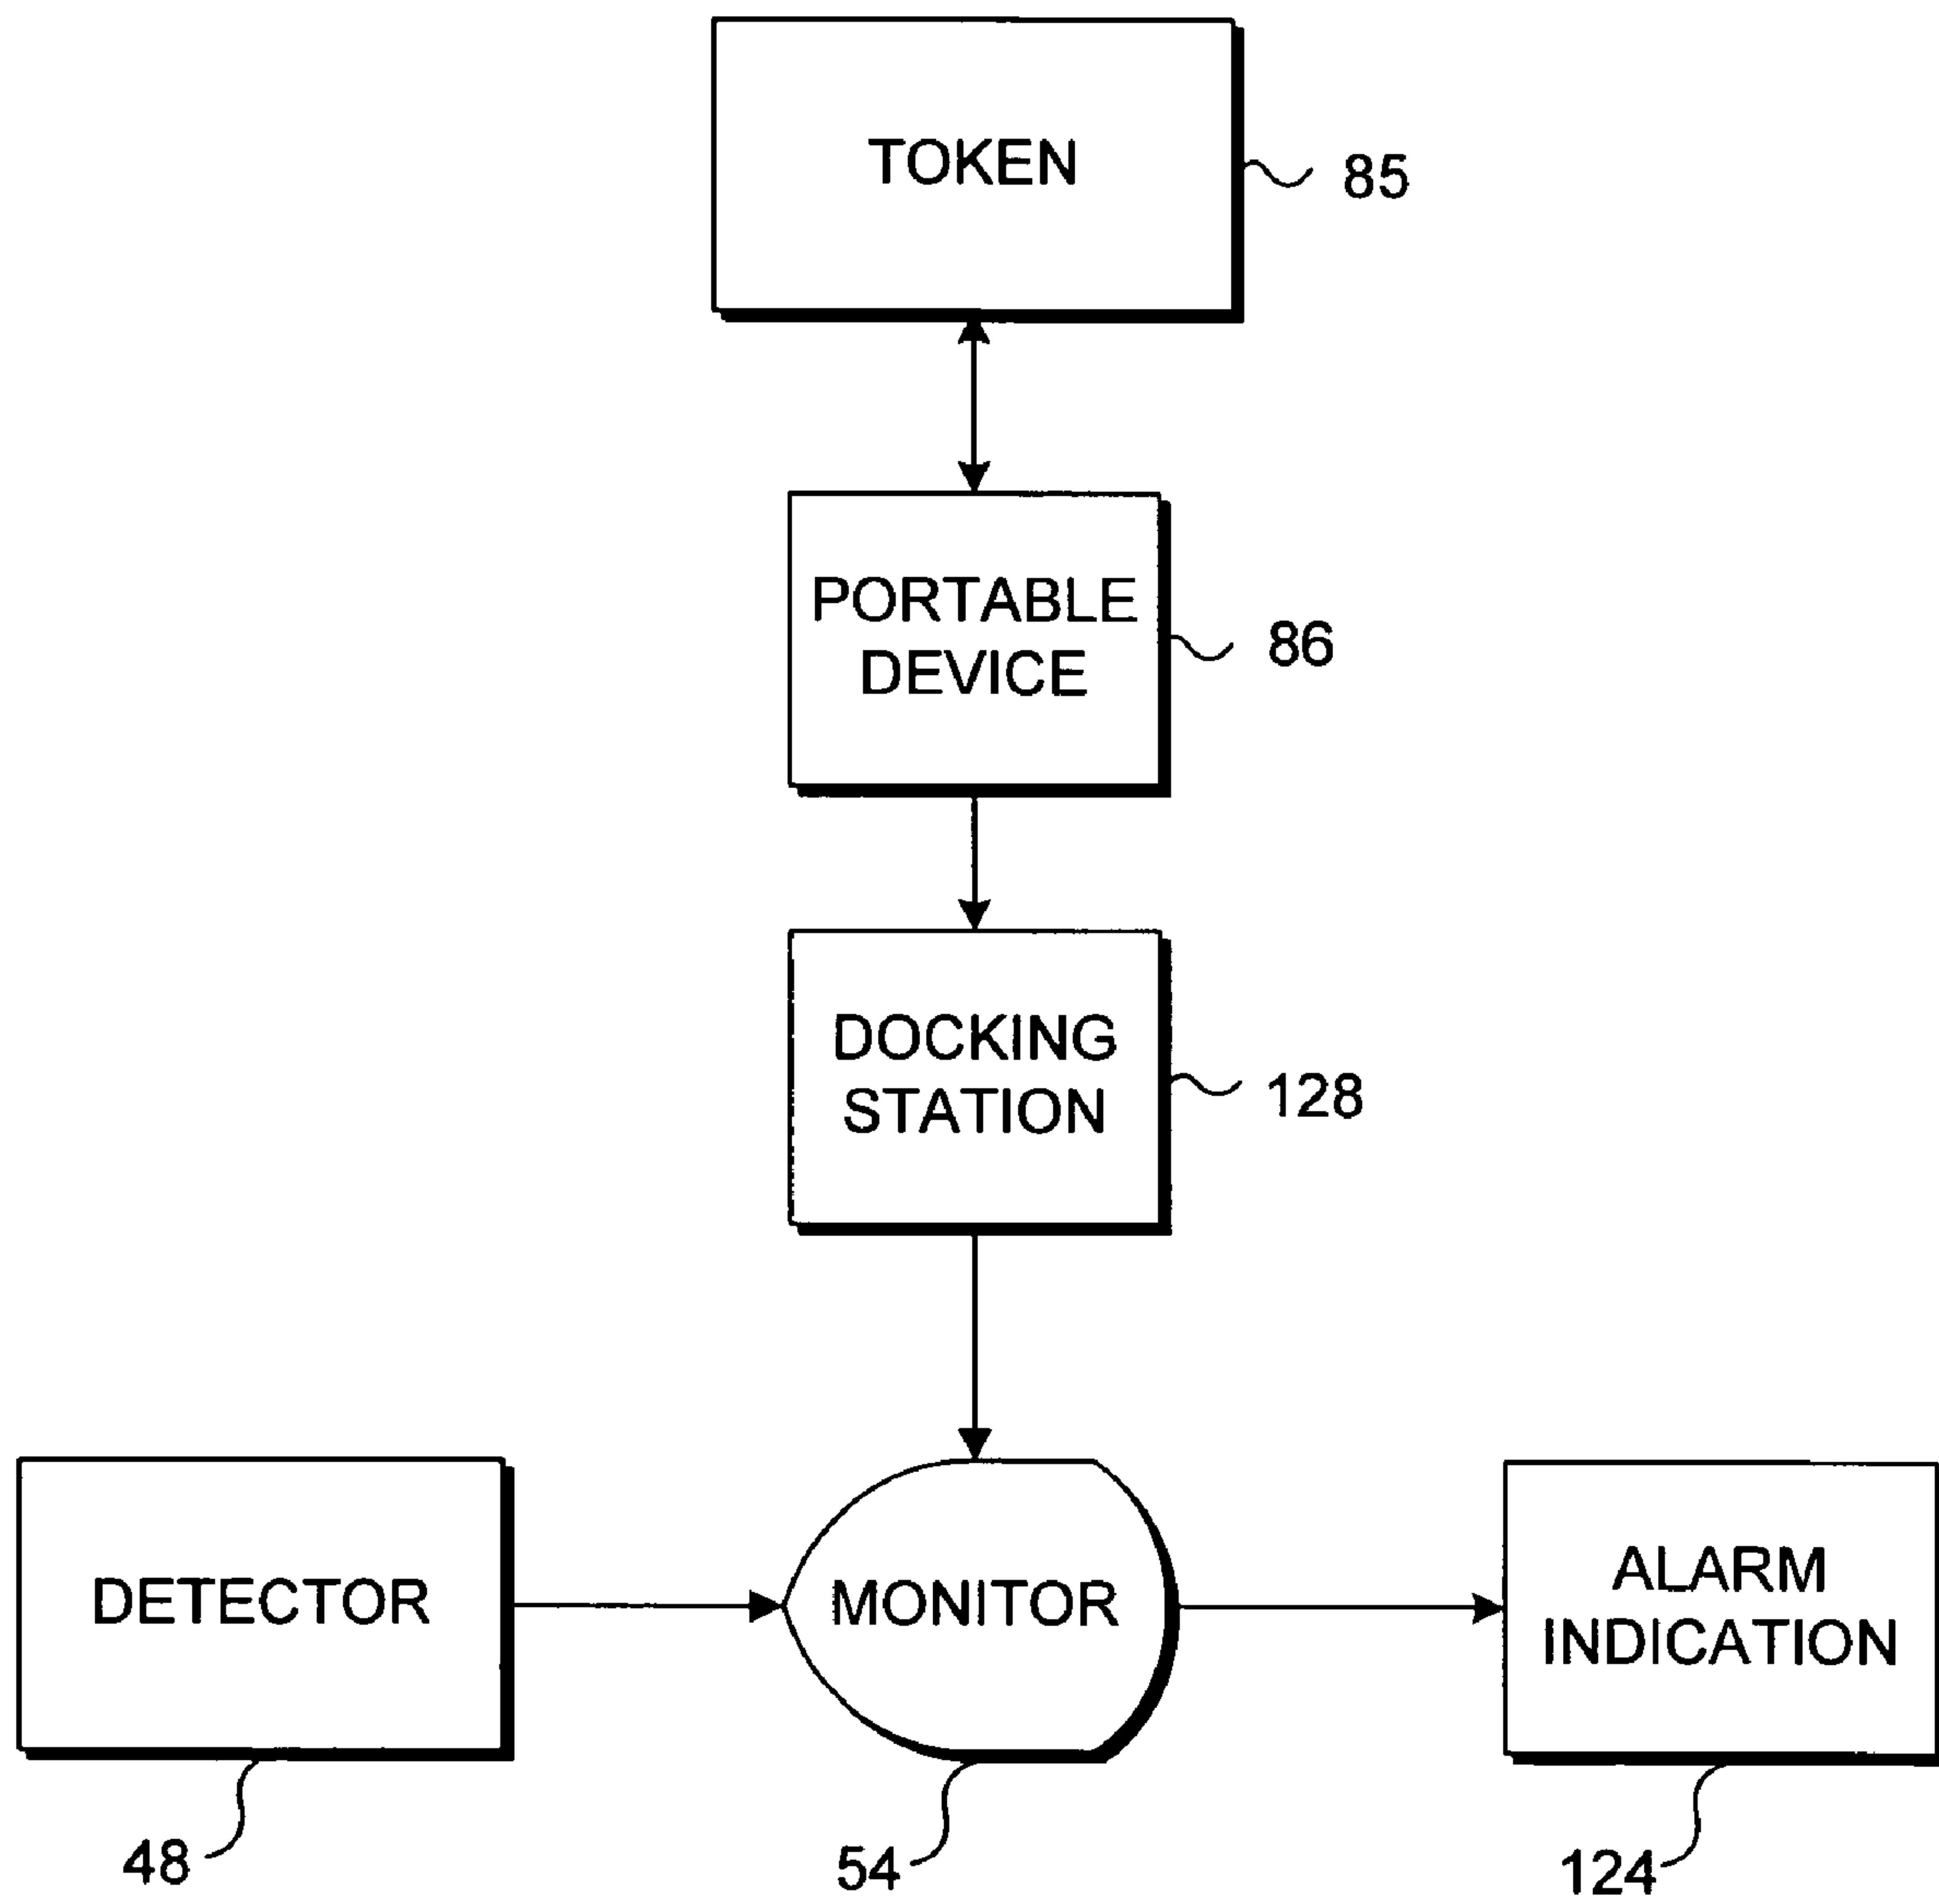 TOKEN
85
PORTABLE
DEVICE
86
DOCKING
STATION
128
DETECTOR
MONITOR
ALARM
INDICATION
48
54
124